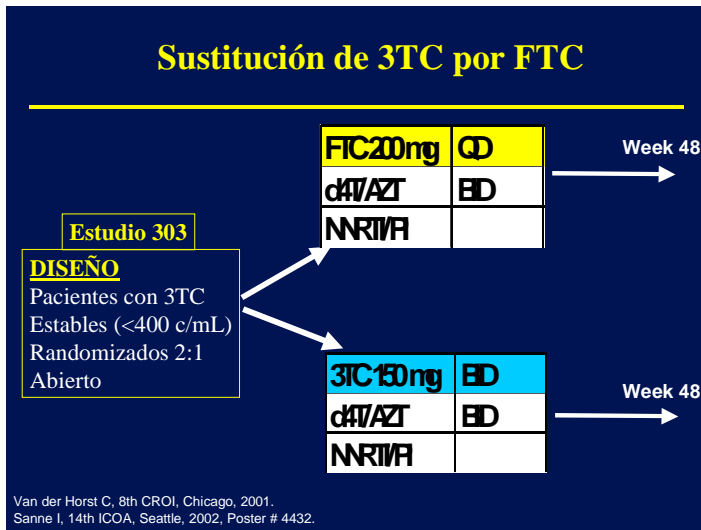 Sustitución de 3TC por FTC
FTC 200 mg QD
d4T/AZT BID
NNRTI/PI
Week 48
Estudio 303
DISEÑO
Pacientes con 3TC
Estables (<400 c/mL)
Randomizados 2:1
Abierto
3TC 150 mg BID
d4T/AZT BID
NNRTI/PI
Week 48
Van der Horst C, 8th CROI, Chicago, 2001.
Sanne I, 14th ICOA, Seattle, 2002, Poster # 4432.